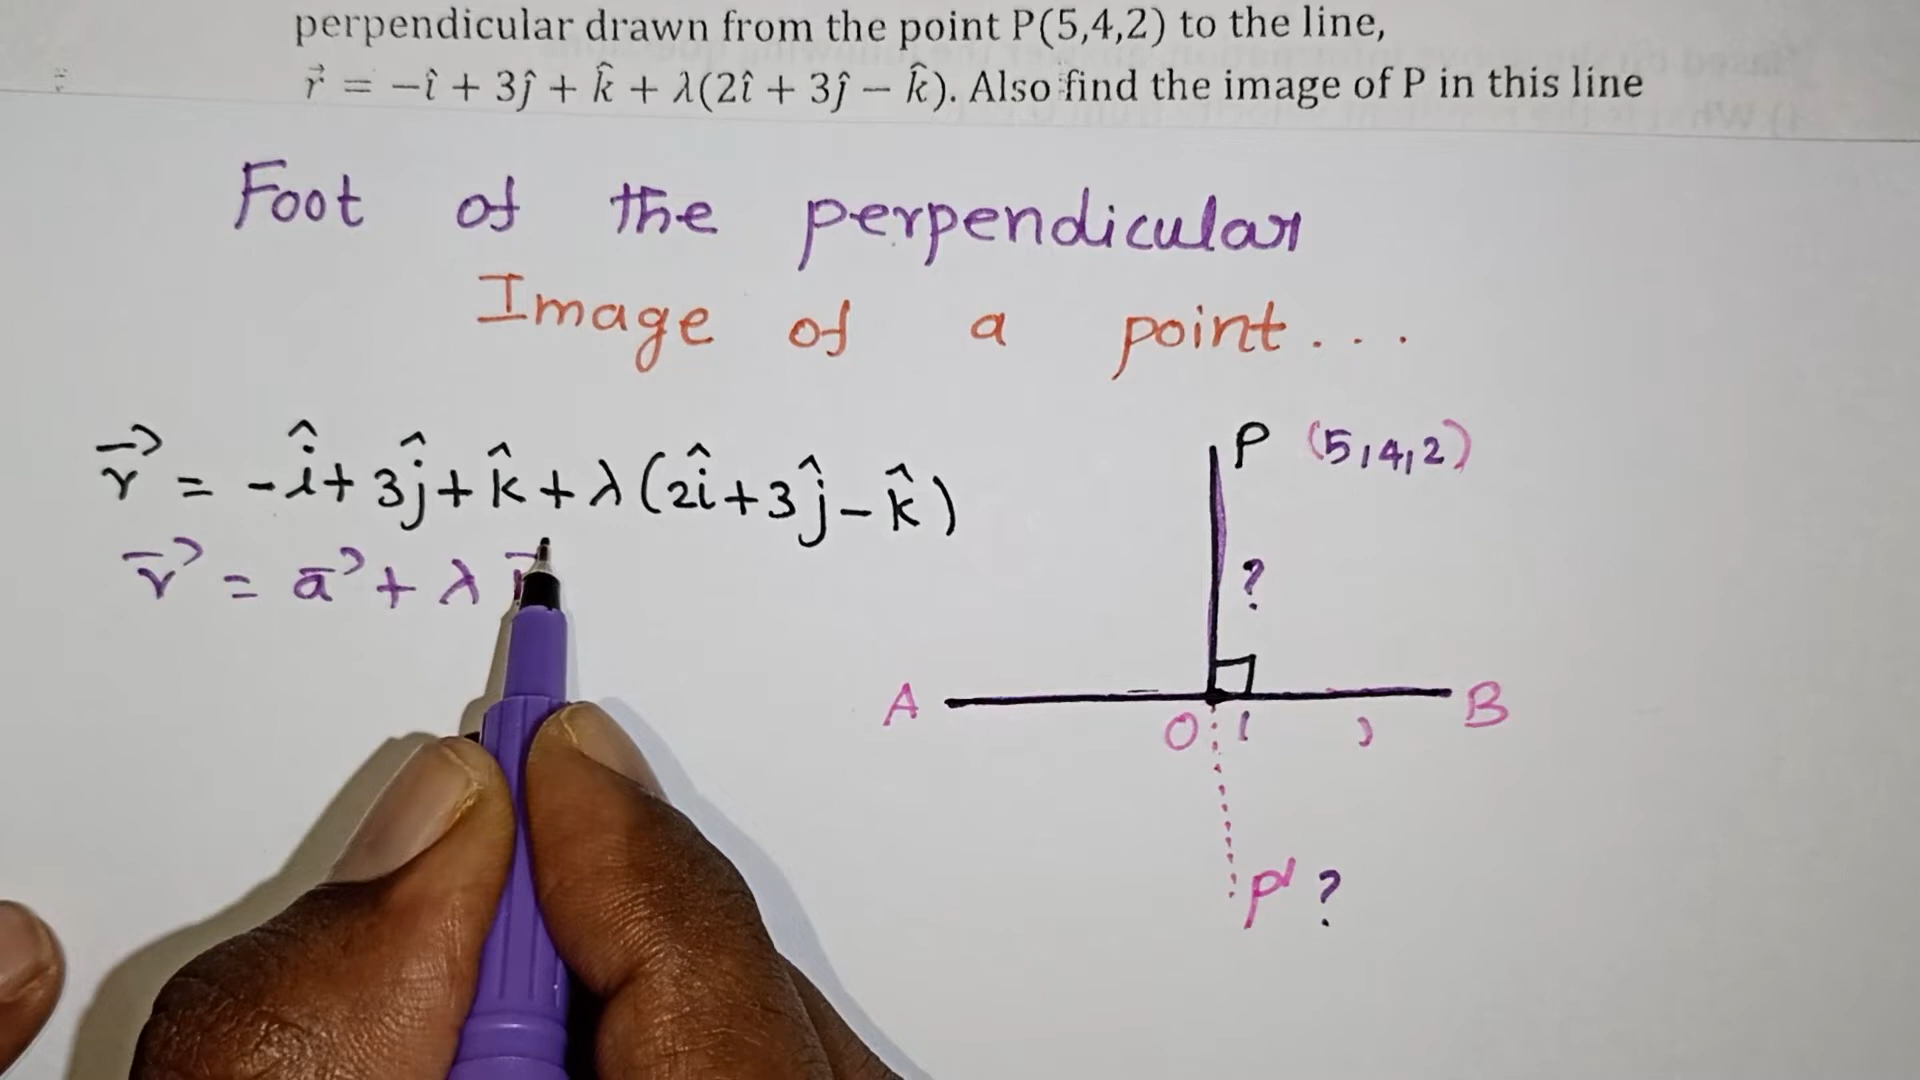 perpendicular drawn from the point P(5,4,2) to the line,
r⃗ = −î + 3ĵ + k̂ + λ(2î + 3ĵ − k̂). Also find the image of P in this line
Foot of the perpendicular
Image of a point...
r⃗ = -î + 3ĵ + k̂ + λ(2î + 3ĵ - k̂)
P (5,4,2)
r⃗ = a⃗ + λ
?
A
B
O ( , )
P' ?